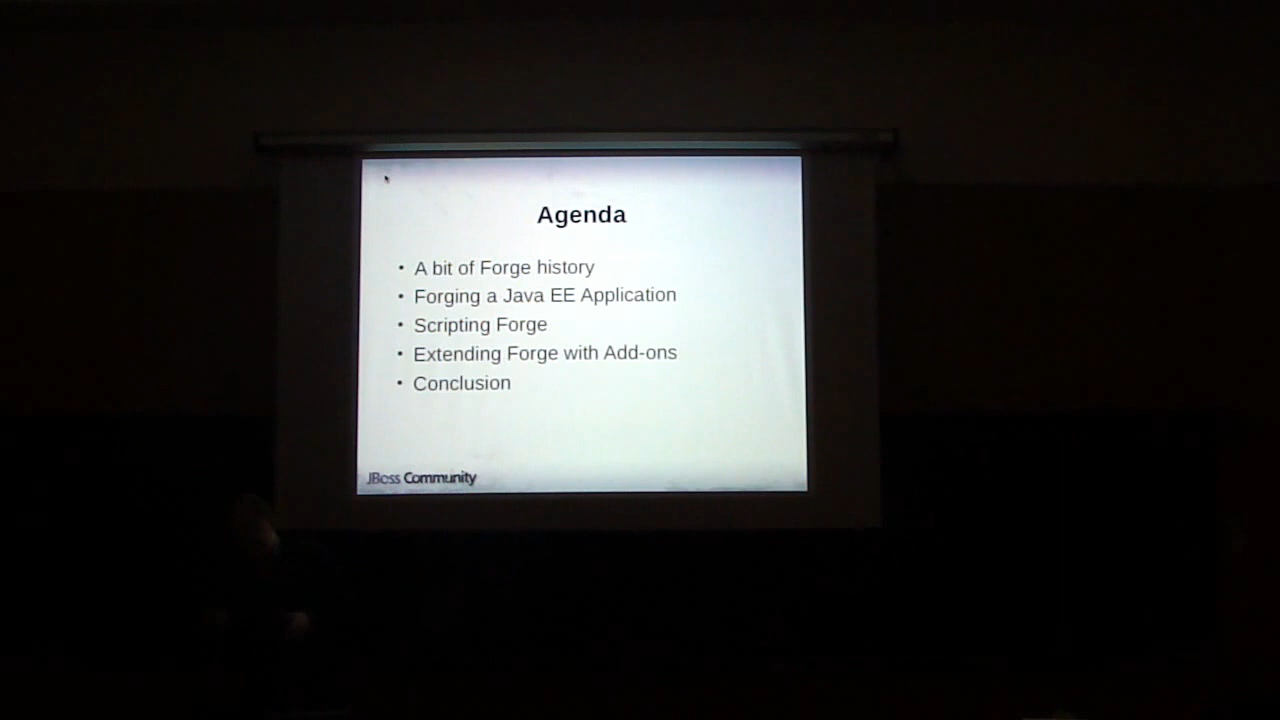 Agenda
• A bit of Forge history
• Forging a Java EE Application
• Scripting Forge
• Extending Forge with Add-ons
• Conclusion
JBoss Community